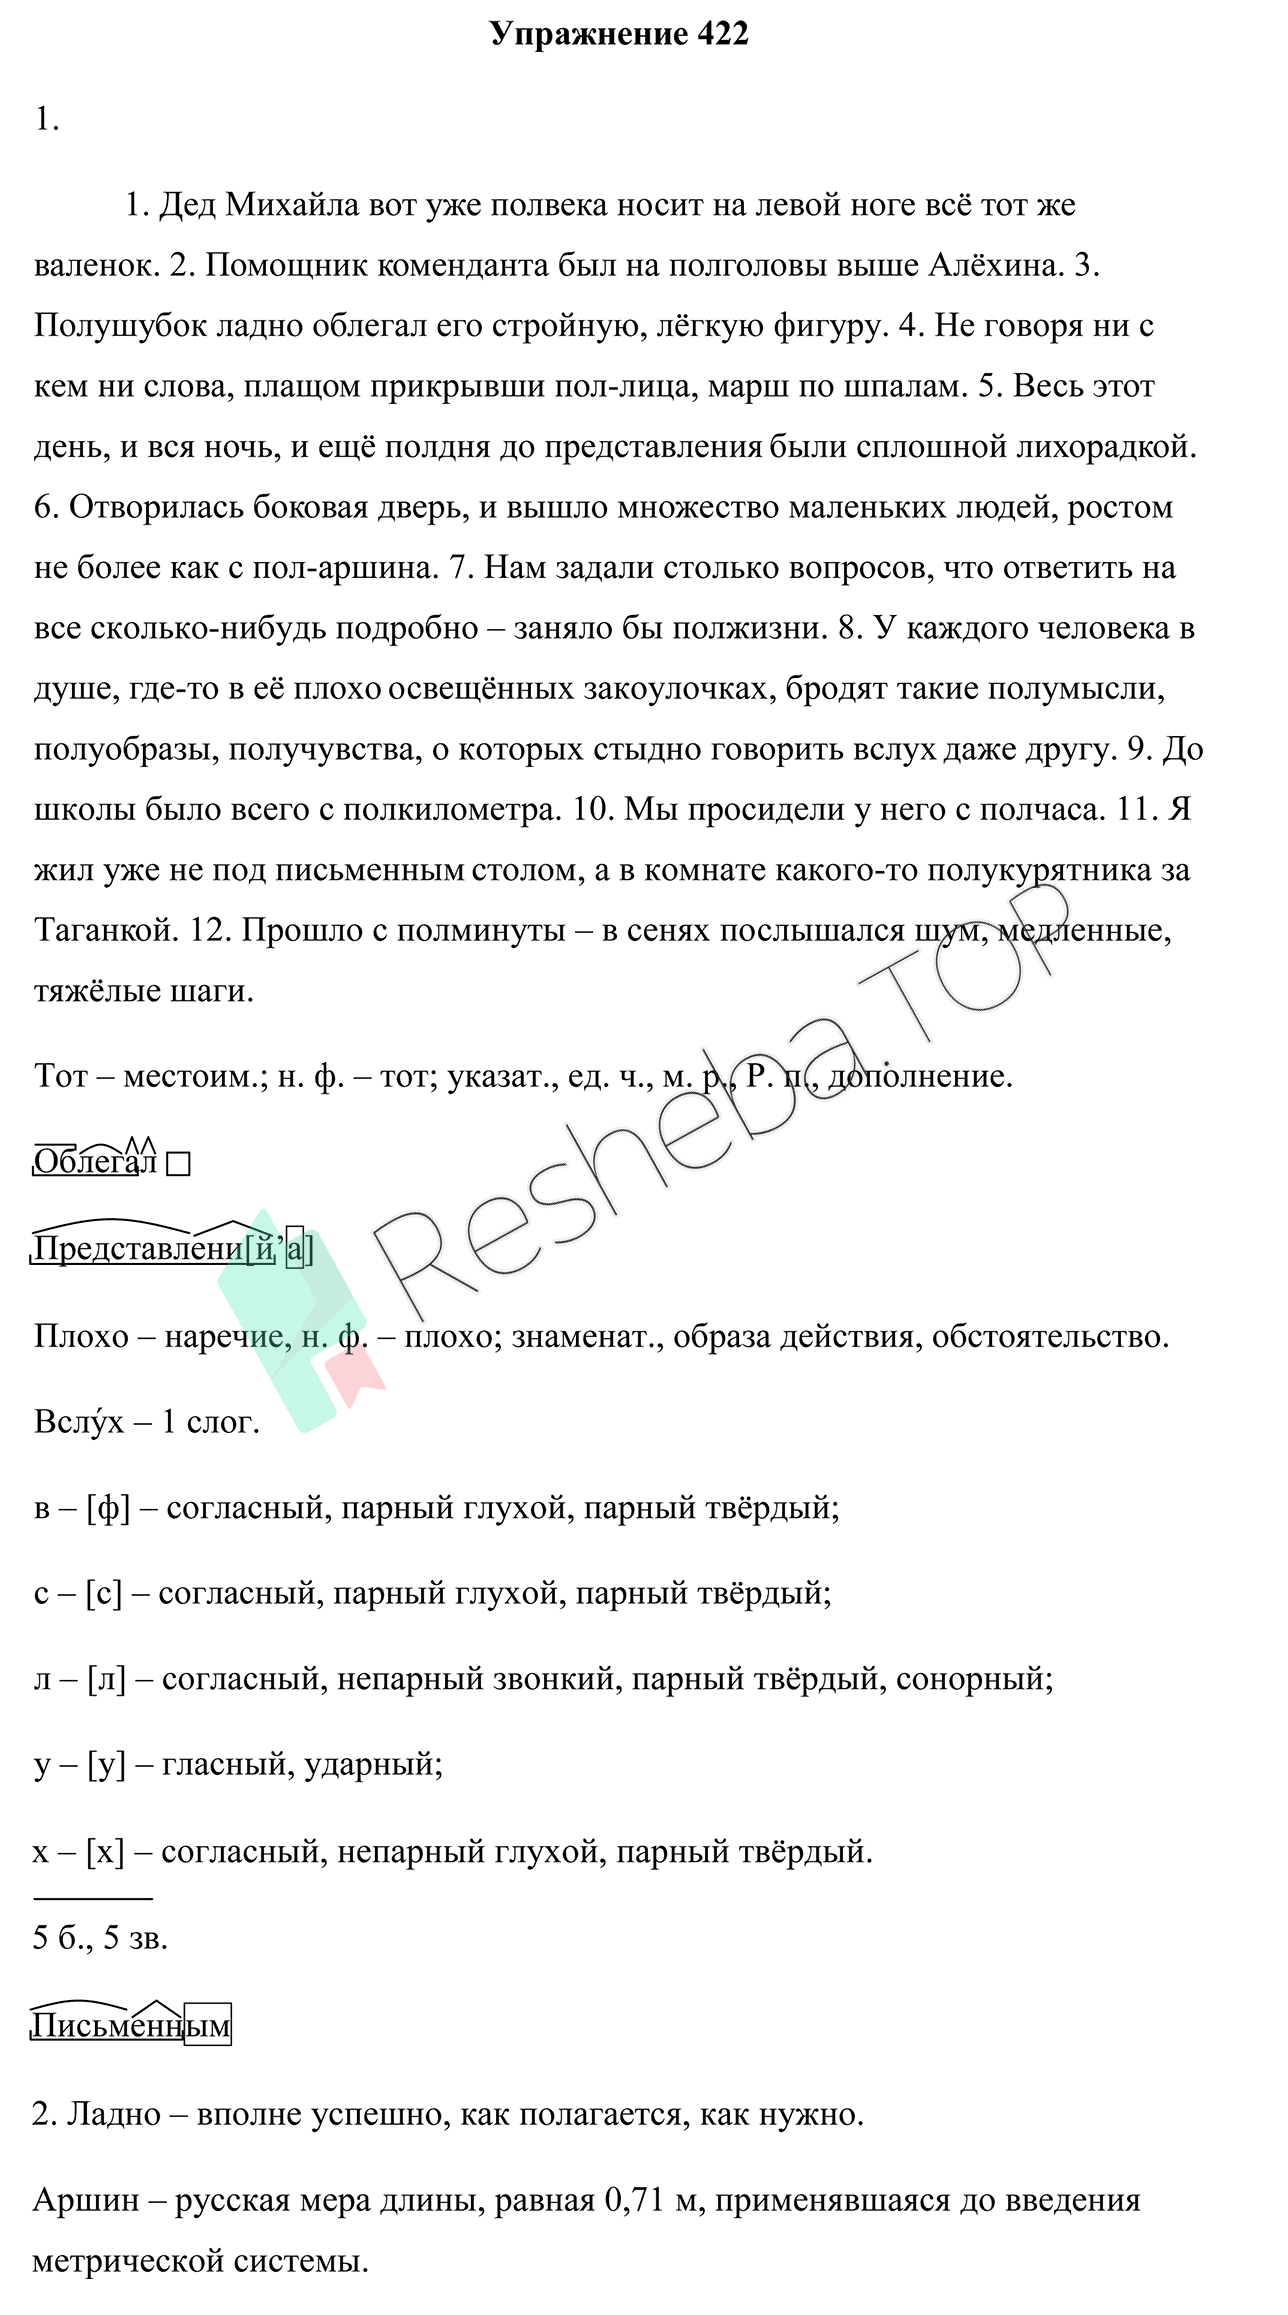 Упражнение 422
1.
1. Дед Михайла вот уже полвека носит на левой ноге всё тот же
валенок. 2. Помощник коменданта был на полголовы выше Алёхина. 3.
Полушубок ладно облегал его стройную, лёгкую фигуру. 4. Не говоря ни с
кем ни слова, плащом прикрывши пол-лица, марш по шпалам. 5. Весь этот
день, и вся ночь, и ещё полдня до представления были сплошной лихорадкой.
6. Отворилась боковая дверь, и вышло множество маленьких людей, ростом
не более как с пол-аршина. 7. Нам задали столько вопросов, что ответить на
все сколько-нибудь подробно – заняло бы полжизни. 8. У каждого человека в
душе, где-то в её плохо освещённых закоулочках, бродят такие полумысли,
полуобразы, получувства, о которых стыдно говорить вслух даже другу. 9. До
школы было всего с полкилометра. 10. Мы просидели у него с полчаса. 11. Я
жил уже не под письменным столом, а в комнате какого-то полукурятника за
Таганкой. 12. Прошло с полминуты – в сенях послышался шум, медленные,
тяжёлые шаги.
Тот – местоим.; н. ф. – тот; указат., ед. ч., м. р., Р. п., дополнение.
Облегал
Представлени[й’а]
Плохо – наречие, н. ф. – плохо; знаменат., образа действия, обстоятельство.
Вслу́х – 1 слог.
в – [ф] – согласный, парный глухой, парный твёрдый;
с – [с] – согласный, парный глухой, парный твёрдый;
л – [л] – согласный, непарный звонкий, парный твёрдый, сонорный;
у – [у] – гласный, ударный;
х – [х] – согласный, непарный глухой, парный твёрдый.
5 б., 5 зв.
Письменным
2. Ладно – вполне успешно, как полагается, как нужно.
Аршин – русская мера длины, равная 0,71 м, применявшаяся до введения
метрической системы.
Resheba.TOP